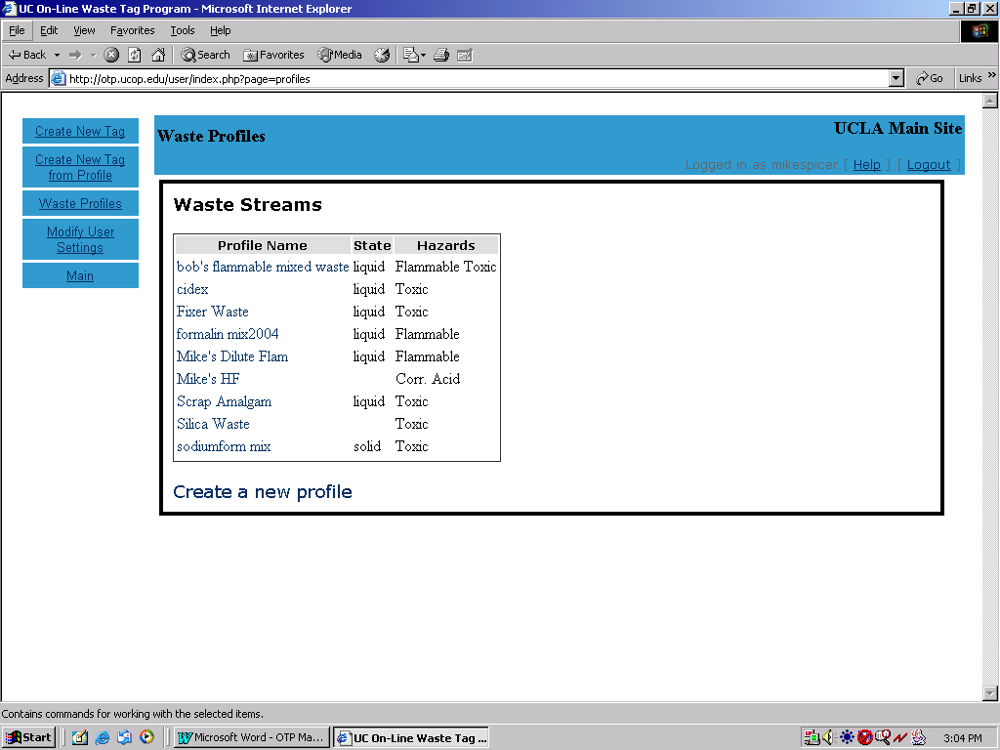 UC On-Line Waste Tag Program - Microsoft Internet Explorer
File Edit View Favorites Tools Help
Back Search Favorites Media
Address http://otp.ucop.edu/user/index.php?page=profiles Go Links »
Create New Tag
Create New Tag
from Profile
Waste Profiles
Modify User
Settings
Main
Waste Profiles
UCLA Main Site
Logged in as mikespicer [ Help ] [ Logout ]
Waste Streams
Profile Name State Hazards
bob's flammable mixed waste liquid Flammable Toxic
cidex liquid Toxic
Fixer Waste liquid Toxic
formalin mix2004 liquid Flammable
Mike's Dilute Flam liquid Flammable
Mike's HF Corr. Acid
Scrap Amalgam liquid Toxic
Silica Waste Toxic
sodiumform mix solid Toxic
Create a new profile
Contains commands for working with the selected items.
Start Microsoft Word - OTP Ma... UC On-Line Waste Tag ... 3:04 PM